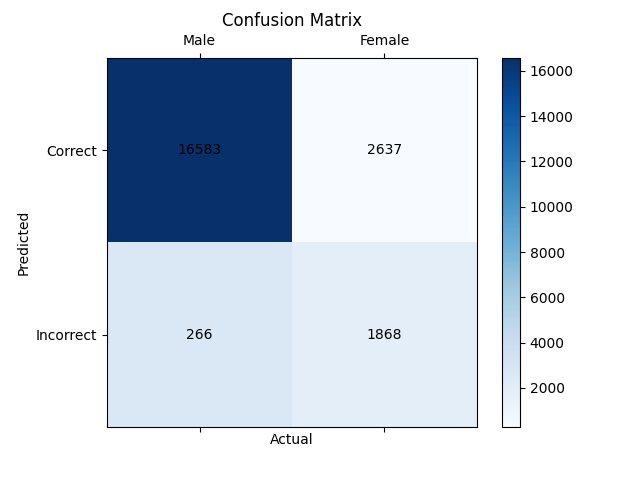 Confusion Matrix
Male Female
Correct 16583 2637
Predicted
Incorrect 266 1868
Actual
16000
14000
12000
10000
8000
6000
4000
2000